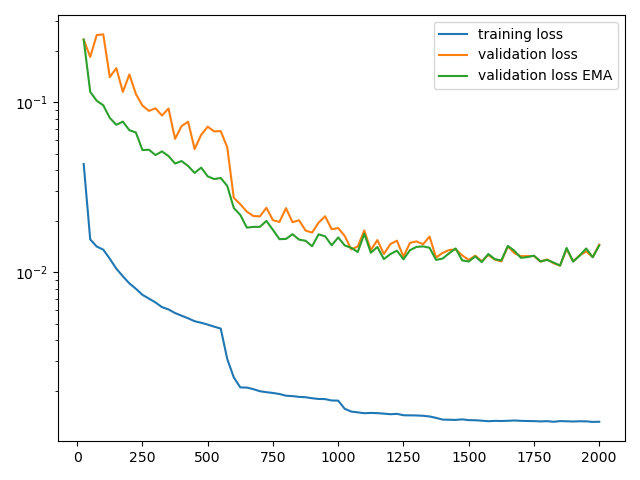 training loss
validation loss
validation loss EMA
10⁻¹
10⁻²
0 250 500 750 1000 1250 1500 1750 2000